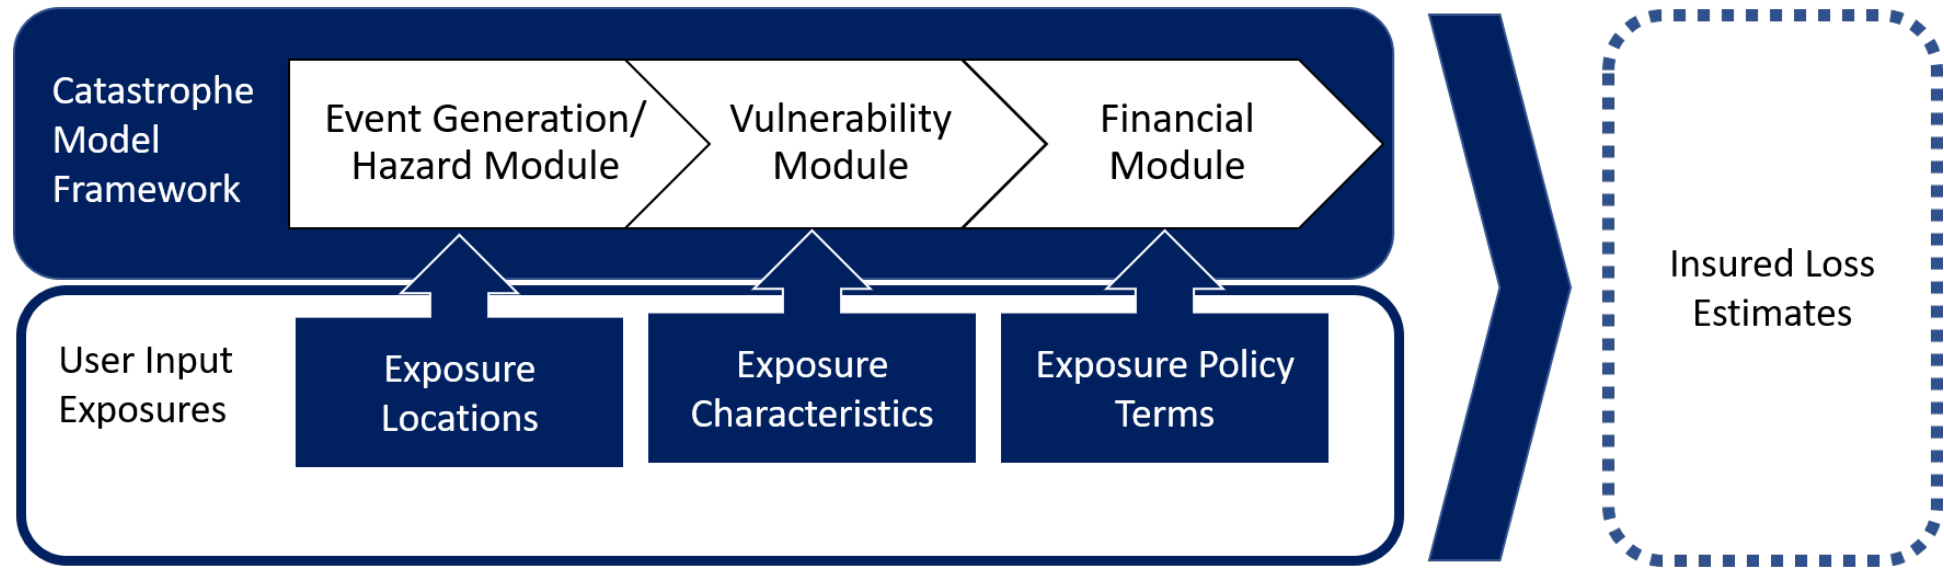 Catastrophe
Model
Framework
Event Generation/
Hazard Module
Vulnerability
Module
Financial
Module
User Input
Exposures
Exposure
Locations
Exposure
Characteristics
Exposure Policy
Terms
Insured Loss
Estimates